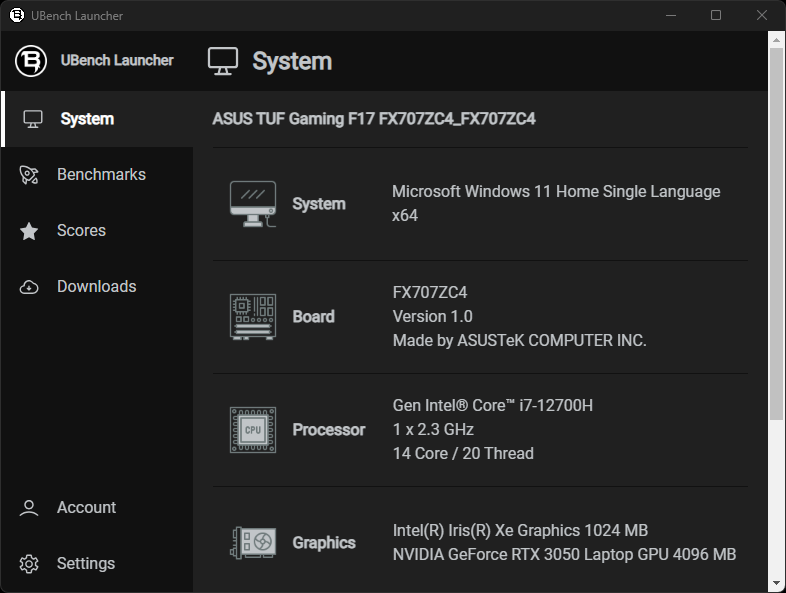 UBench Launcher
UBench Launcher
System
System
Benchmarks
Scores
Downloads
Account
Settings
ASUS TUF Gaming F17 FX707ZC4_FX707ZC4
System
Microsoft Windows 11 Home Single Language
x64
Board
FX707ZC4
Version 1.0
Made by ASUSTeK COMPUTER INC.
CPU
Processor
Gen Intel® Core™ i7-12700H
1 x 2.3 GHz
14 Core / 20 Thread
Graphics
Intel(R) Iris(R) Xe Graphics 1024 MB
NVIDIA GeForce RTX 3050 Laptop GPU 4096 MB